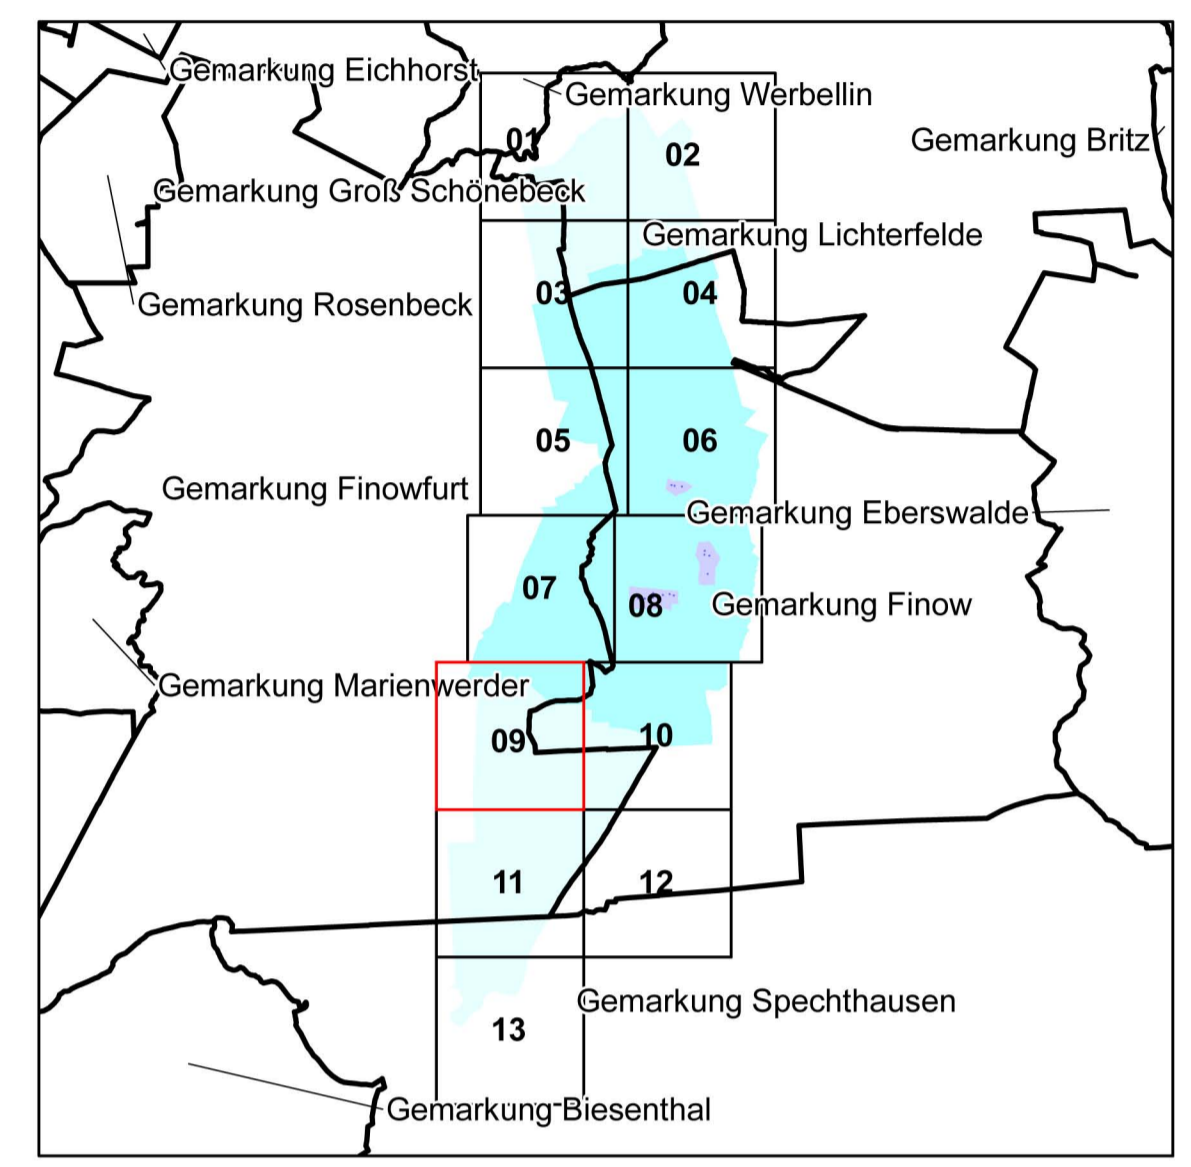 Gemarkung Eichhorst
Gemarkung Werbellin
01
02
Gemarkung Britz
Gemarkung Groß Schönebeck
Gemarkung Lichterfelde
03
04
Gemarkung Rosenbeck
05
06
Gemarkung Finowfurt
Gemarkung Eberswalde
07
08
Gemarkung Finow
Gemarkung Marienwerder
09
10
11
12
Gemarkung Spechthausen
13
Gemarkung Biesenthal